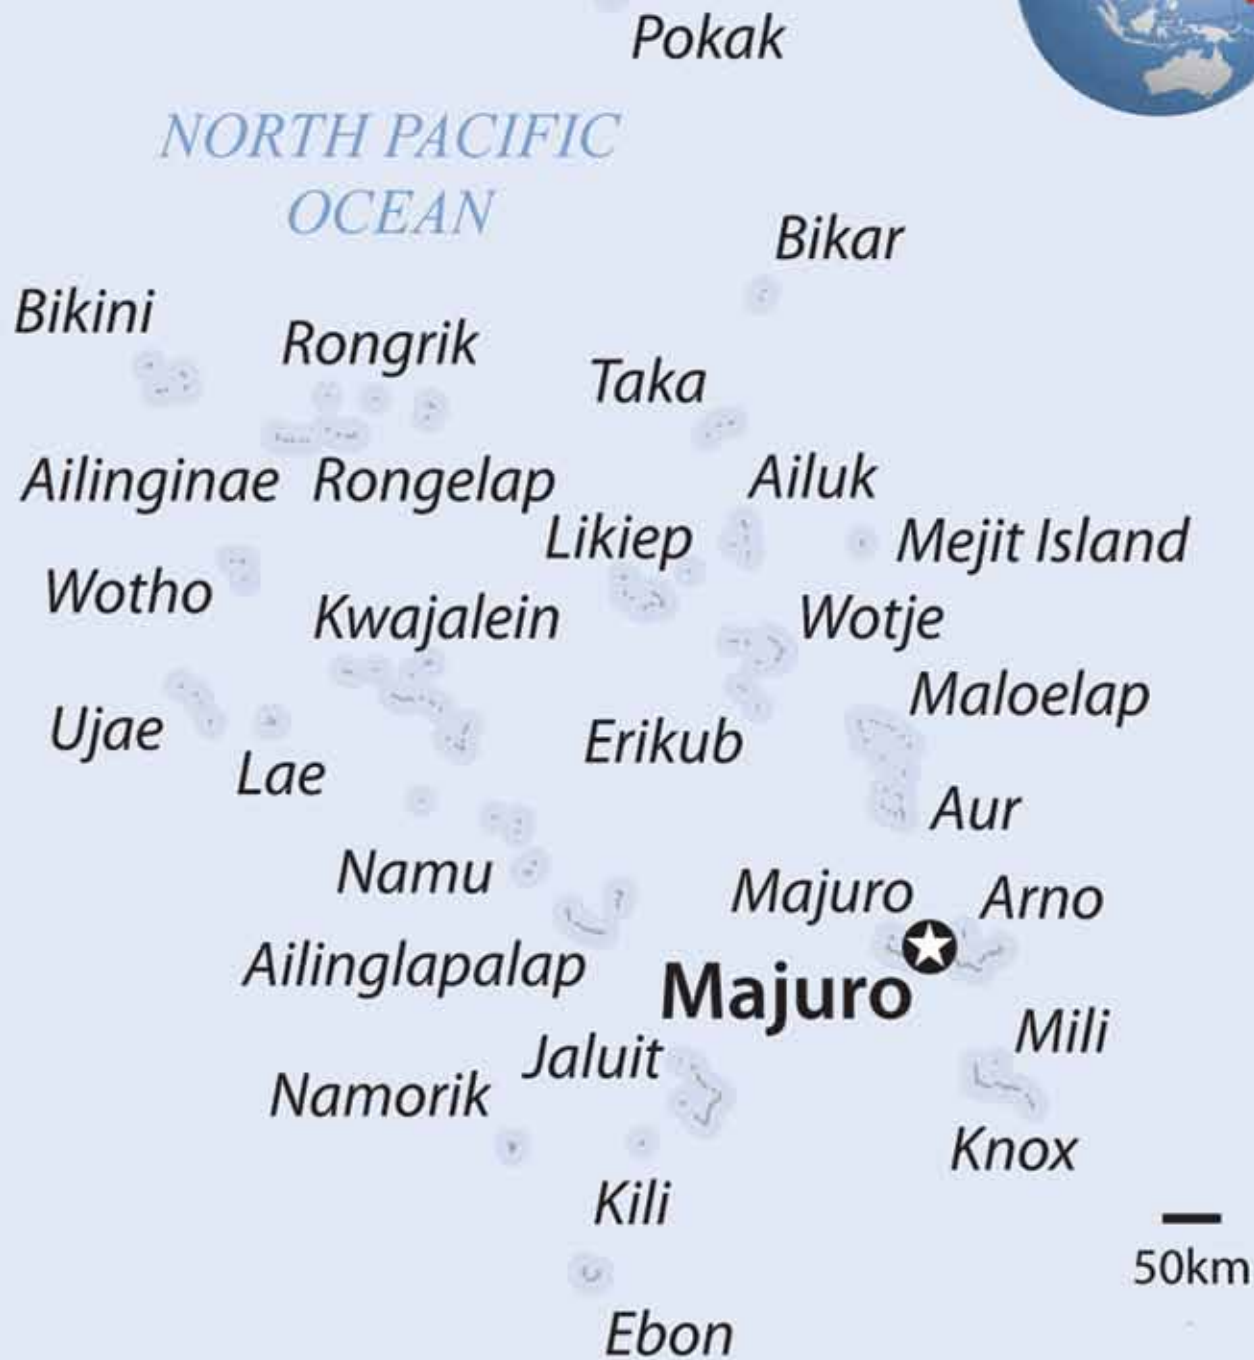 Pokak
NORTH PACIFIC
OCEAN
Bikar
Bikini
Rongrik
Taka
Ailinginae
Rongelap
Ailuk
Likiep
Mejit Island
Wotho
Kwajalein
Wotje
Maloelap
Ujae
Erikub
Lae
Aur
Namu
Majuro
Arno
Ailinglapalap
Majuro
Mili
Jaluit
Namorik
Knox
Kili
50km
Ebon